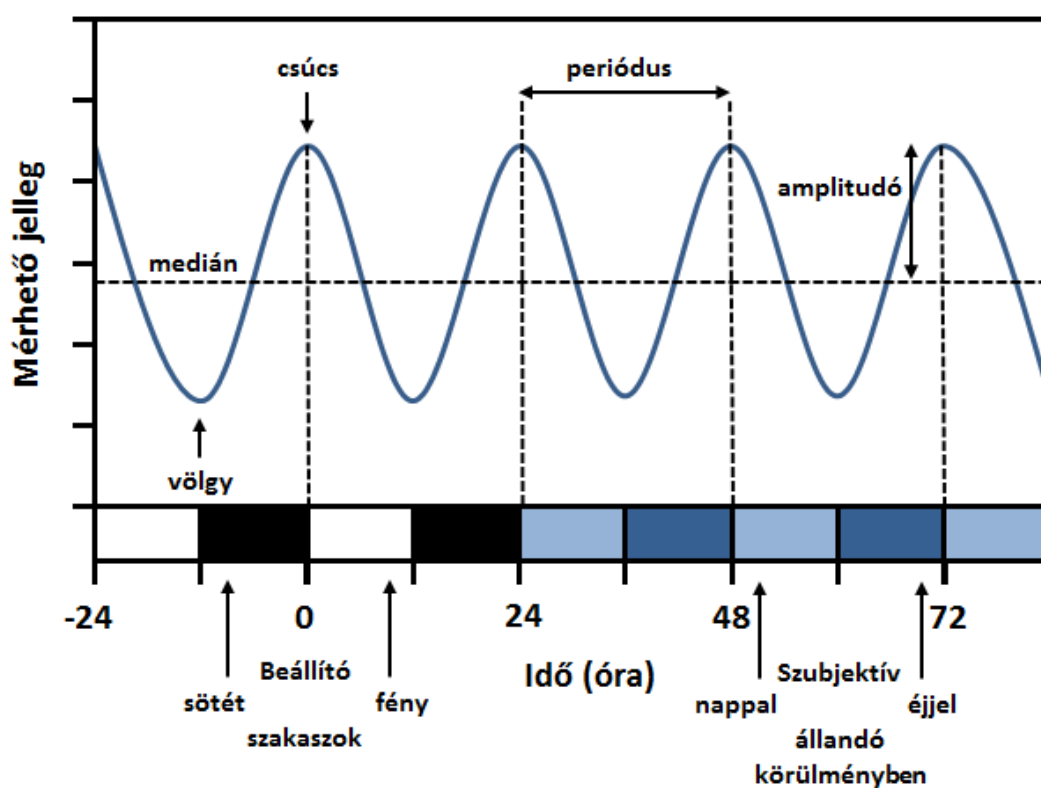 csúcs
periódus
amplitudó
medián
Mérhető jelleg
völgy
-24
0
24
48
72
Idő (óra)
Beállító
sötét
fény
szakaszok
Szubjektív
nappal
éjjel
állandó
körülményben